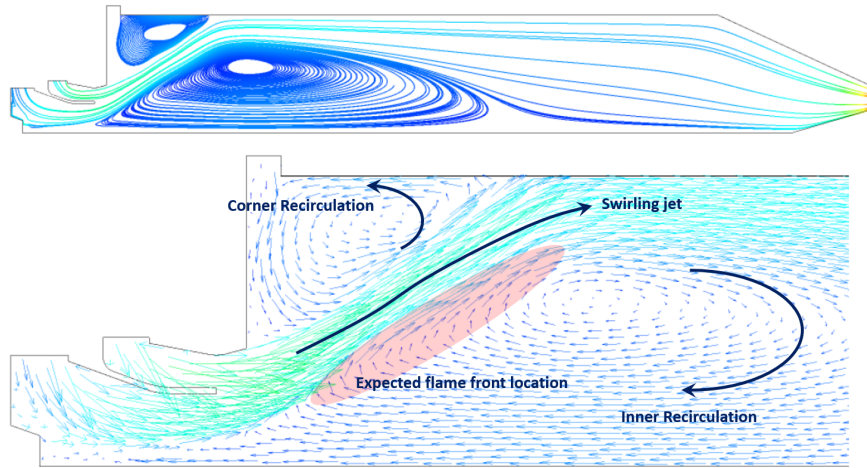 Corner Recirculation
Swirling jet
Expected flame front location
Inner Recirculation